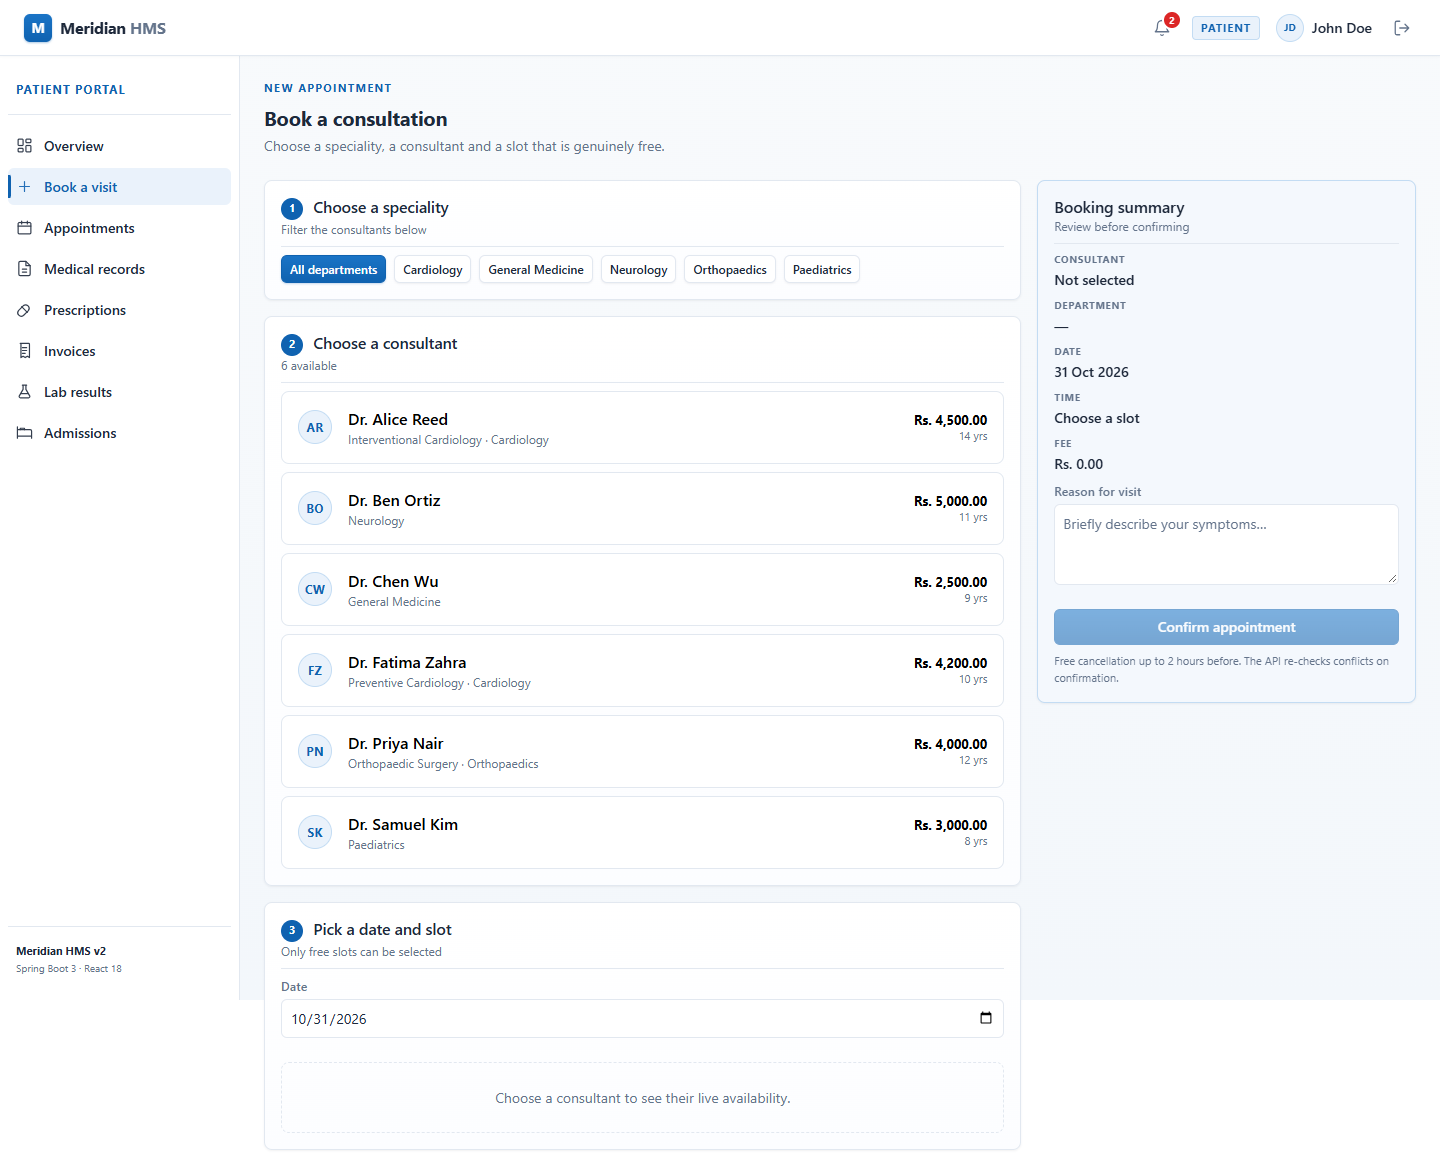 M
Meridian HMS
2
PATIENT
JD
John Doe
PATIENT PORTAL
Overview
Book a visit
Appointments
Medical records
Prescriptions
Invoices
Lab results
Admissions
Meridian HMS v2
Spring Boot 3 · React 18
NEW APPOINTMENT
Book a consultation
Choose a speciality, a consultant and a slot that is genuinely free.
1 Choose a speciality
Filter the consultants below
All departments
Cardiology
General Medicine
Neurology
Orthopaedics
Paediatrics
2 Choose a consultant
6 available
AR
Dr. Alice Reed
Interventional Cardiology · Cardiology
Rs. 4,500.00
14 yrs
BO
Dr. Ben Ortiz
Neurology
Rs. 5,000.00
11 yrs
CW
Dr. Chen Wu
General Medicine
Rs. 2,500.00
9 yrs
FZ
Dr. Fatima Zahra
Preventive Cardiology · Cardiology
Rs. 4,200.00
10 yrs
PN
Dr. Priya Nair
Orthopaedic Surgery · Orthopaedics
Rs. 4,000.00
12 yrs
SK
Dr. Samuel Kim
Paediatrics
Rs. 3,000.00
8 yrs
3 Pick a date and slot
Only free slots can be selected
Date
10/31/2026
Choose a consultant to see their live availability.
Booking summary
Review before confirming
CONSULTANT
Not selected
DEPARTMENT
—
DATE
31 Oct 2026
TIME
Choose a slot
FEE
Rs. 0.00
Reason for visit
Briefly describe your symptoms...
Confirm appointment
Free cancellation up to 2 hours before. The API re-checks conflicts on
confirmation.